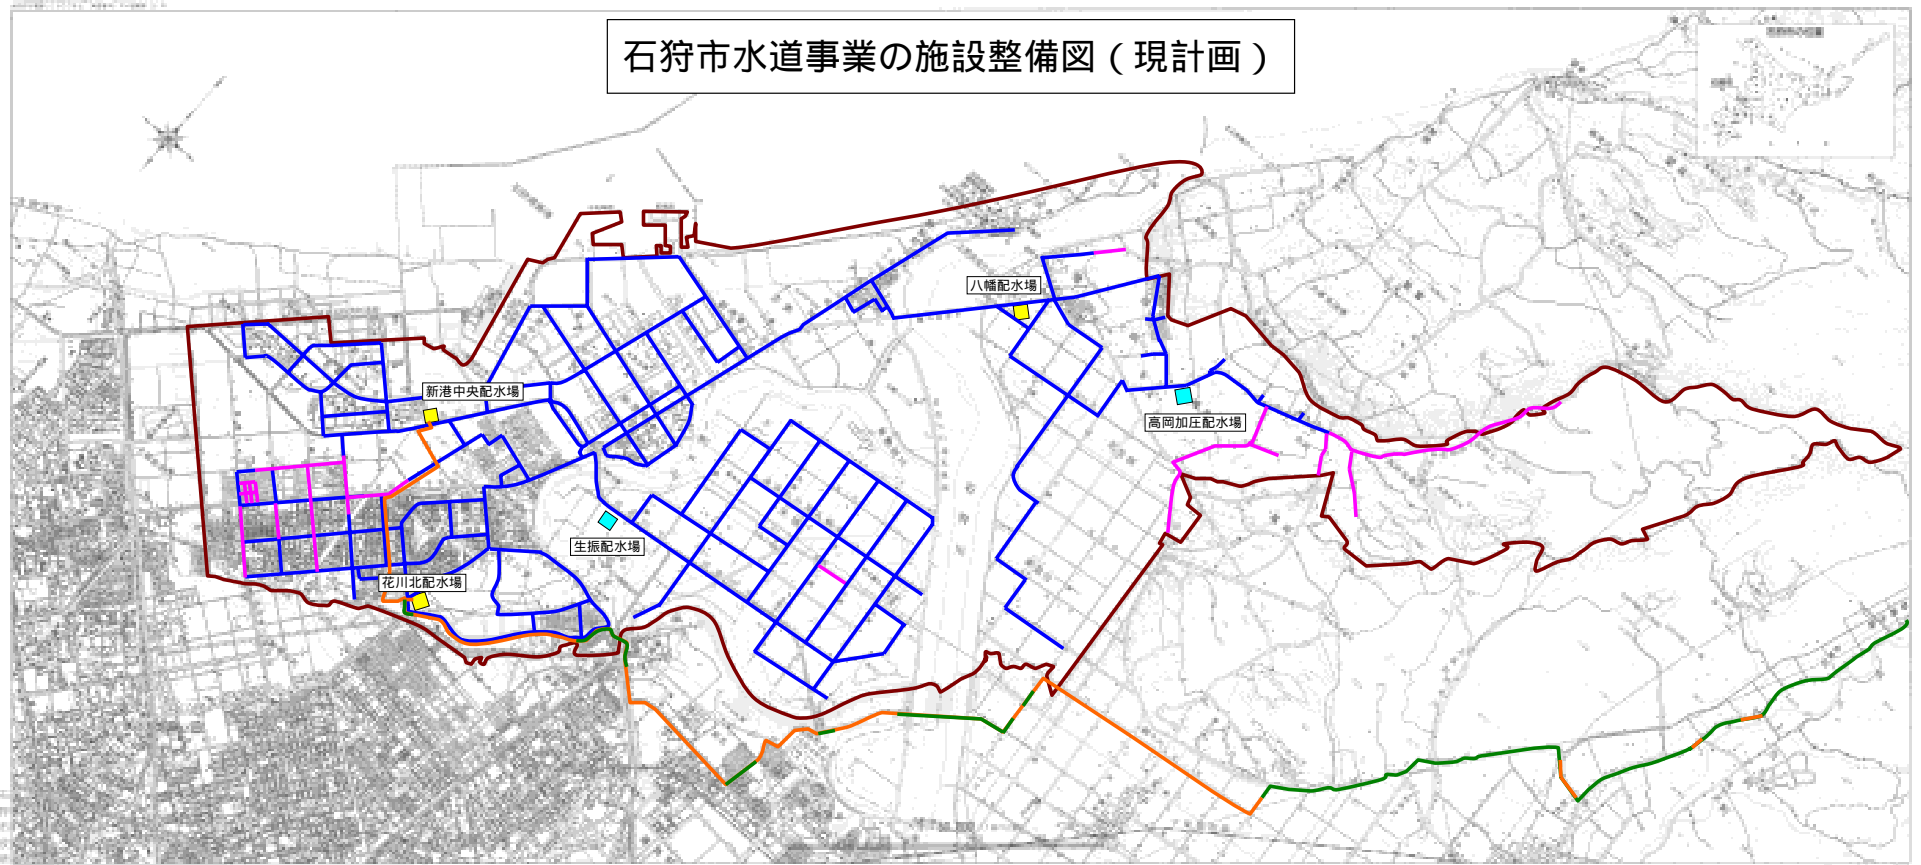 石狩市水道事業の施設整備図（現計画）
八幡配水場
新港中央配水場
高岡加圧配水場
生振配水場
花川北配水場